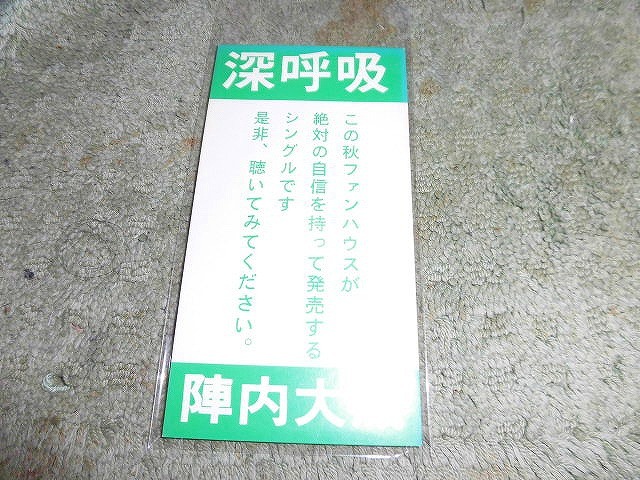 深呼吸
この秋ファンハウスが
絶対の自信を持って発売する
シングルです
是非、聴いてみてください。
陣内大